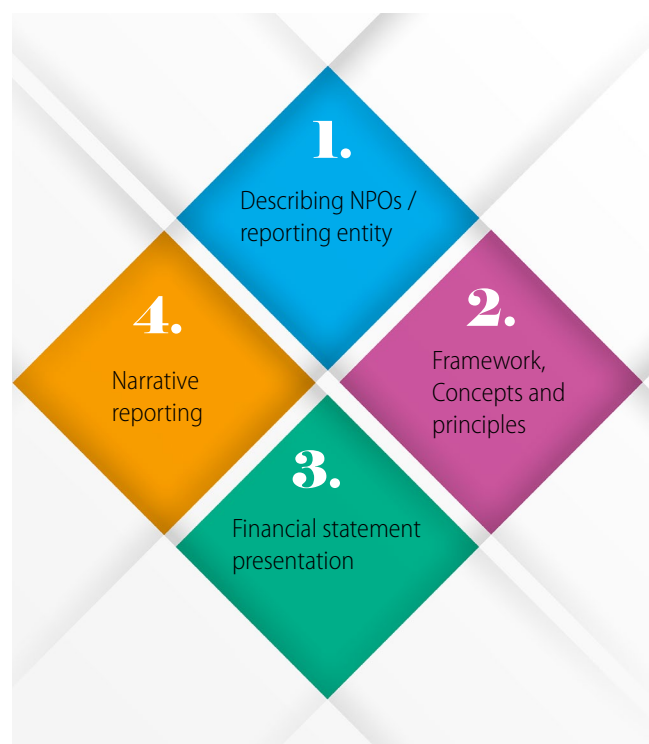 1.
Describing NPOs /
reporting entity
2.
Framework,
Concepts and
principles
3.
Financial statement
presentation
4.
Narrative
reporting